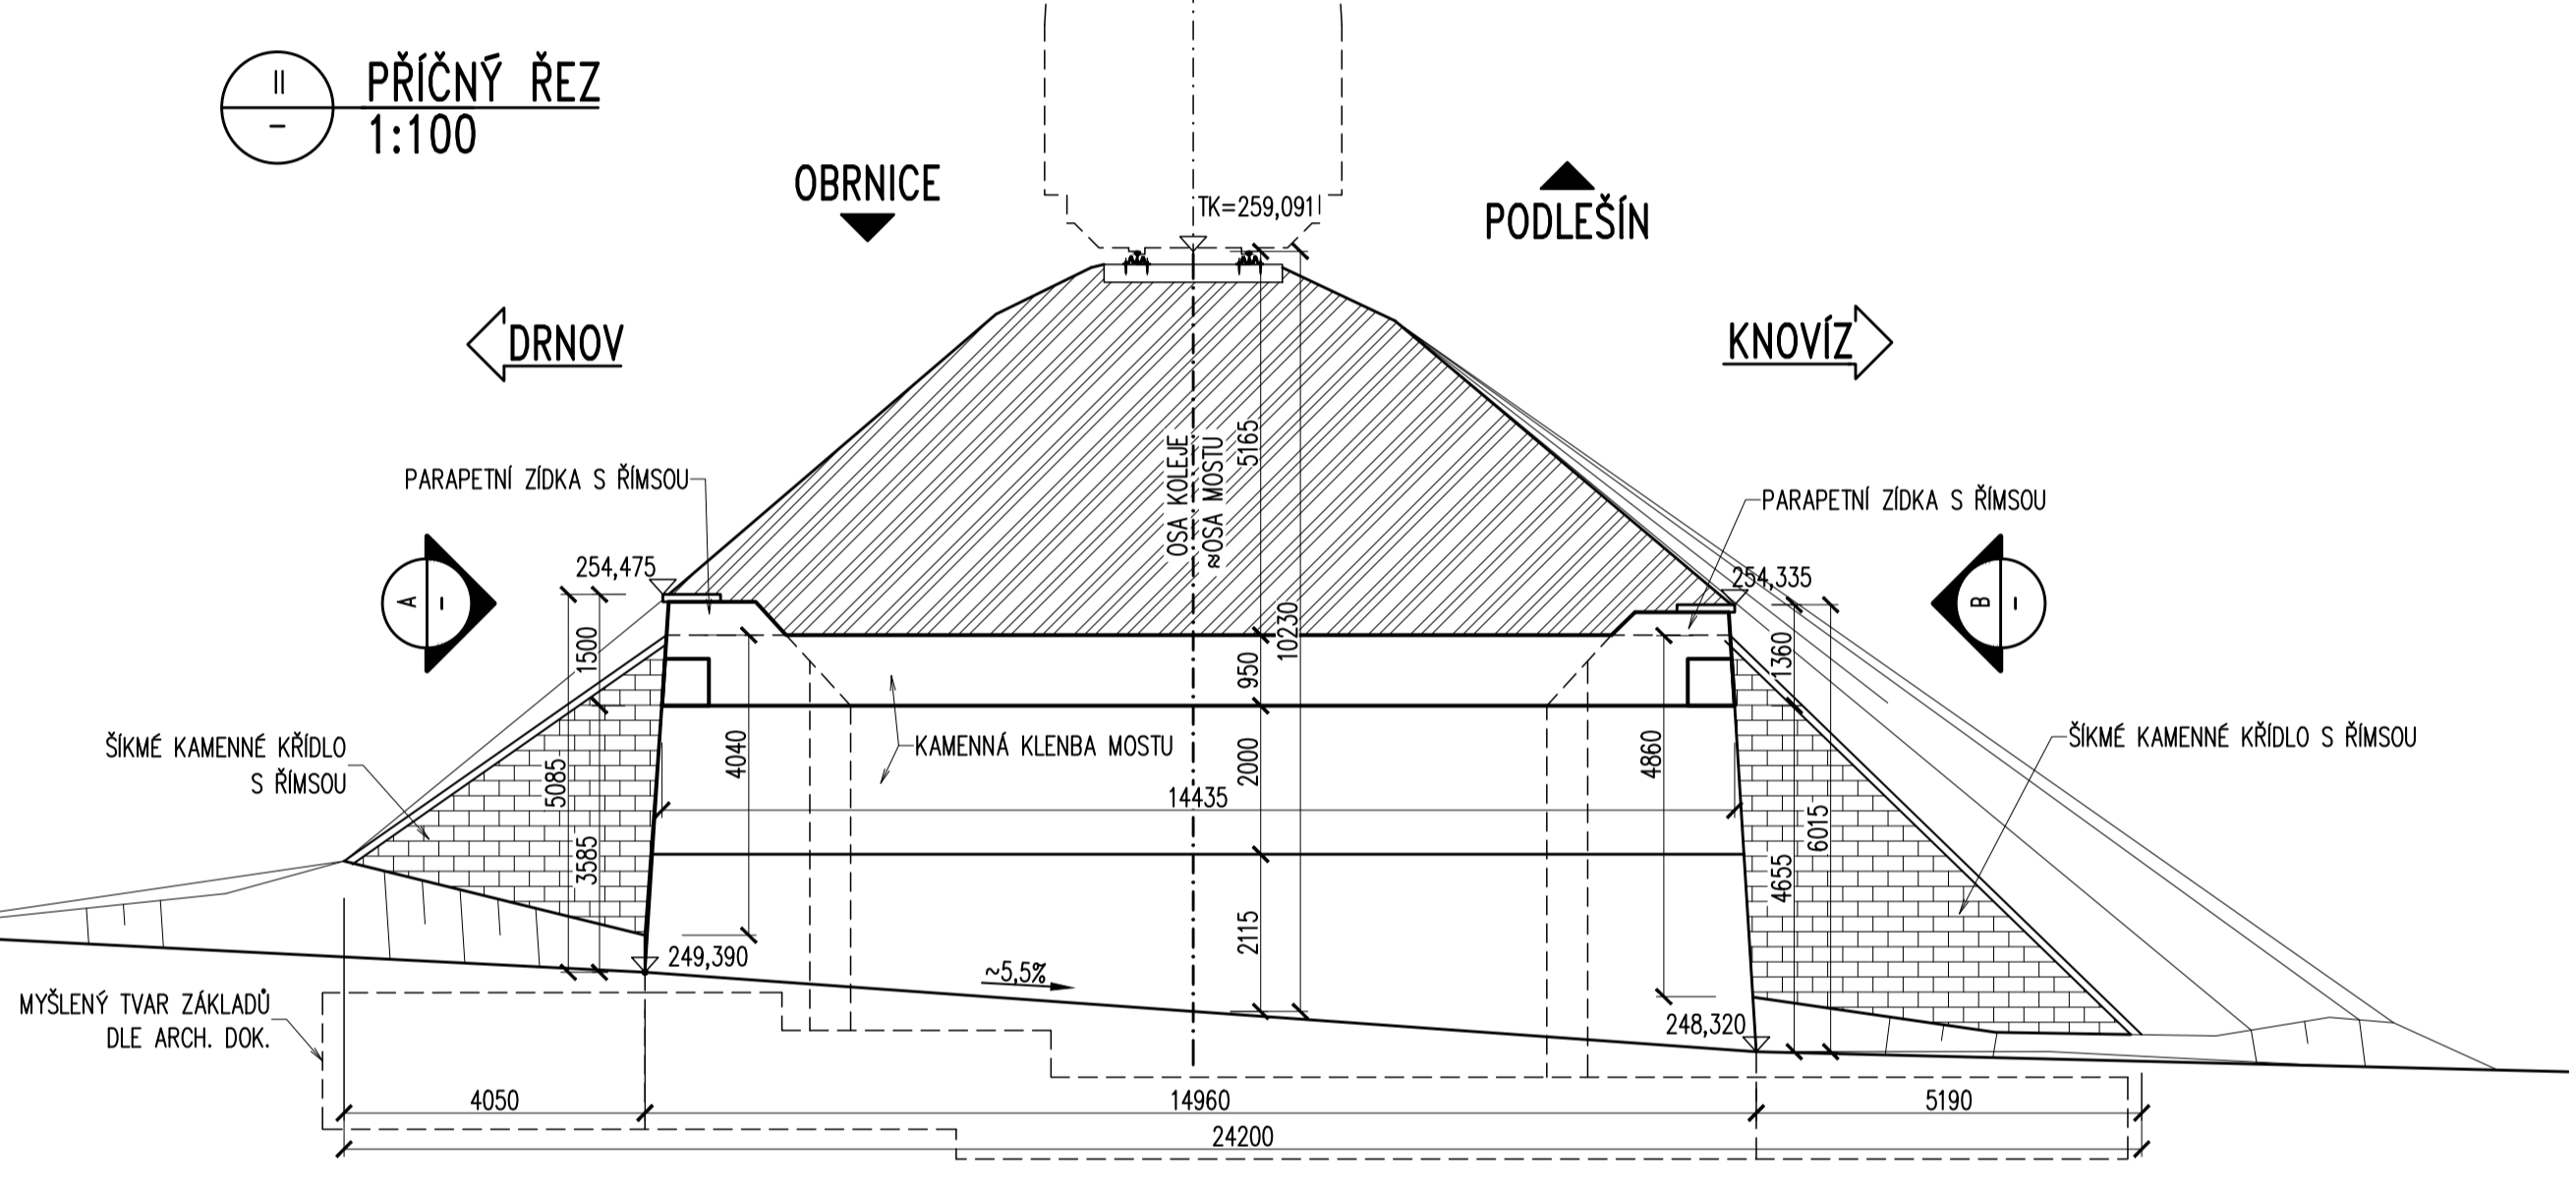 II
I
PŘÍČNÝ ŘEZ
1:100
OBRNICE
TK=259,091
PODLEŠÍN
DRNOV
KNOVÍZ
PARAPETNÍ ZÍDKA S ŘÍMSOU
PARAPETNÍ ZÍDKA S ŘÍMSOU
OSA KOLEJE
≈OSA MOSTU
5165
10230
950
2000
2115
A
I
B
I
254,475
254,335
1500
5085
3585
4040
1360
4860
6015
4655
ŠÍKMÉ KAMENNÉ KŘÍDLO
S ŘÍMSOU
KAMENNÁ KLENBA MOSTU
ŠÍKMÉ KAMENNÉ KŘÍDLO S ŘÍMSOU
14435
249,390
~5,5%
248,320
MYŠLENÝ TVAR ZÁKLADŮ
DLE ARCH. DOK.
4050
14960
5190
24200